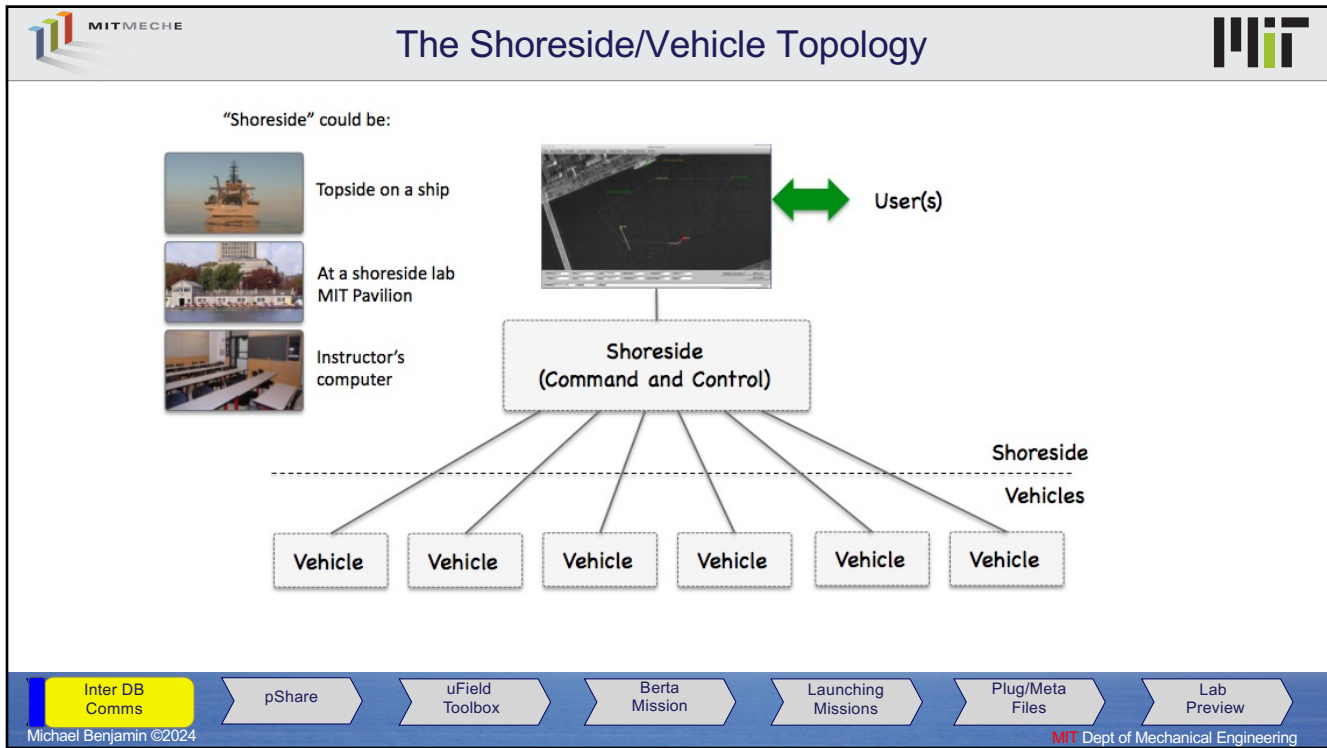 MITMECHE
The Shoreside/Vehicle Topology
MIT
“Shoreside” could be:
Topside on a ship
At a shoreside lab
MIT Pavilion
Instructor’s
computer
User(s)
Shoreside
(Command and Control)
Shoreside
Vehicles
Vehicle
Vehicle
Vehicle
Vehicle
Vehicle
Vehicle
Inter DB
Comms
pShare
uField
Toolbox
Berta
Mission
Launching
Missions
Plug/Meta
Files
Lab
Preview
Michael Benjamin ©2024
MIT Dept of Mechanical Engineering